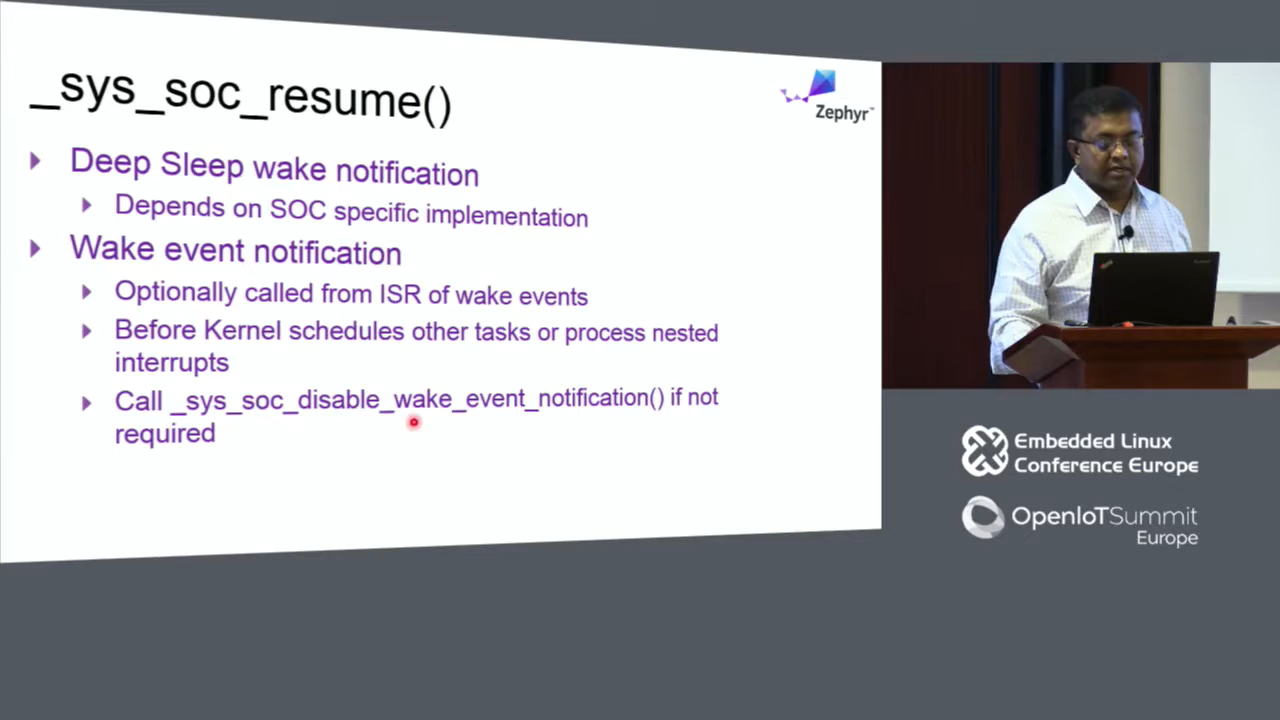 _sys_soc_resume()
Zephyr™
Deep Sleep wake notification
Depends on SOC specific implementation
Wake event notification
Optionally called from ISR of wake events
Before Kernel schedules other tasks or process nested
interrupts
Call _sys_soc_disable_wake_event_notification() if not
required
Embedded Linux
Conference Europe
OpenIoTSummit
Europe